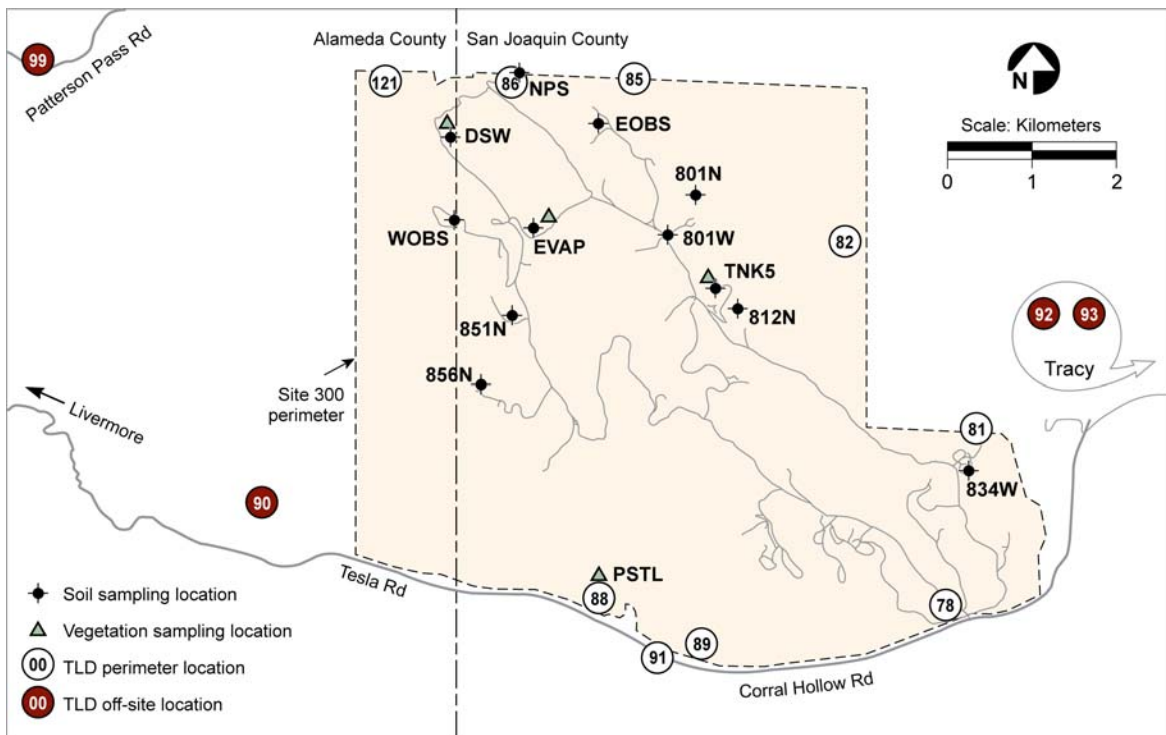 Alameda County
San Joaquin County
99
Patterson Pass Rd
121
86
85
NPS
N
Scale: Kilometers
0 1 2
DSW
EOBS
801N
WOBS
EVAP
801W
82
TNK5
812N
851N
92
93
Tracy
856N
Site 300
perimeter
Livermore
81
834W
90
Tesla Rd
PSTL
88
78
89
91
Corral Hollow Rd
Soil sampling location
Vegetation sampling location
00 TLD perimeter location
00 TLD off-site location